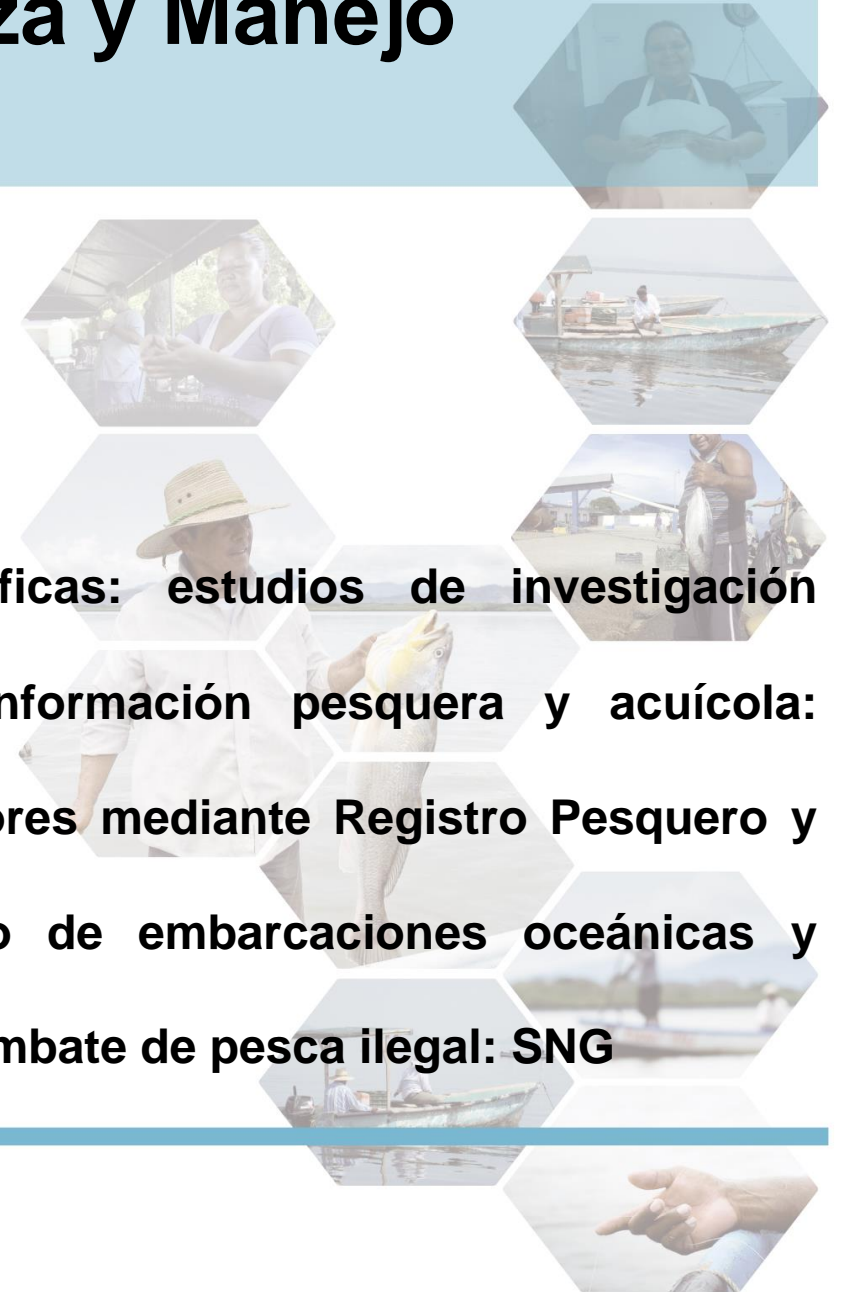 za y Manejo
ficas: estudios de investigación
nformación pesquera y acuícola:
ores mediante Registro Pesquero y
o de embarcaciones oceánicas y
mbate de pesca ilegal: SNG